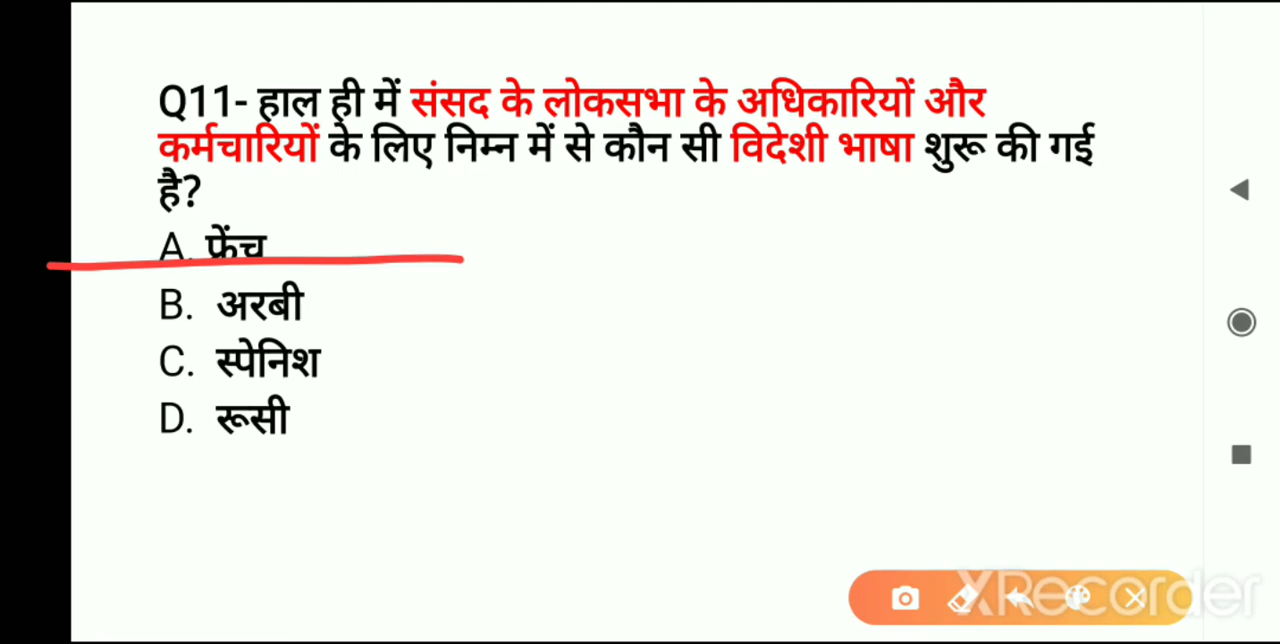 Q11- हाल ही में संसद के लोकसभा के अधिकारियों और
कर्मचारियों के लिए निम्न में से कौन सी विदेशी भाषा शुरू की गई
है?
A. फ्रेंच
B. अरबी
C. स्पेनिश
D. रूसी
XRecorder